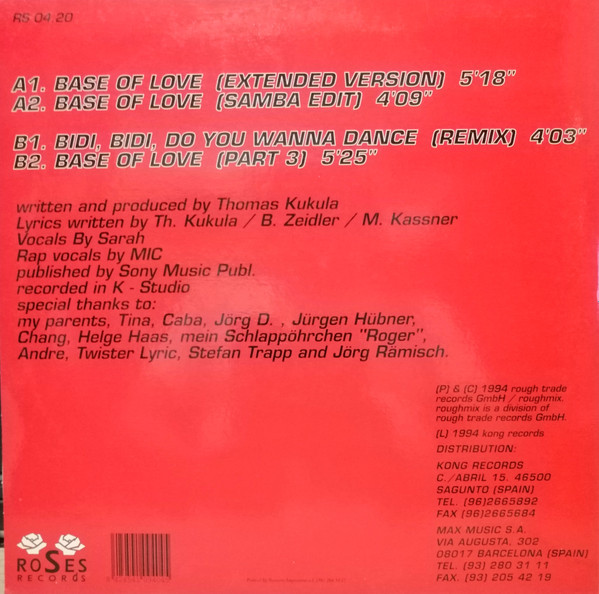 RS 04 20
A1. BASE OF LOVE (EXTENDED VERSION) 5'18"
A2. BASE OF LOVE (SAMBA EDIT) 4'09"
B1. BIDI, BIDI, DO YOU WANNA DANCE (REMIX) 4'03"
B2. BASE OF LOVE (PART 3) 5'25"
written and produced by Thomas Kukula
Lyrics written by Th. Kukula / B. Zeidler / M. Kassner
Vocals By Sarah
Rap vocals by MIC
published by Sony Music Publ.
recorded in K - Studio
special thanks to:
my parents, Tina, Caba, Jörg D. , Jürgen Hübner,
Chang, Helge Haas, mein Schlappöhrchen "Roger",
Andre, Twister Lyric, Stefan Trapp and Jörg Rämisch.
(P) & (C) 1994 rough trade
records GmbH / roughmix.
roughmix is a division of
rough trade records GmbH.
(L) 1994 kong records
DISTRIBUTION:
KONG RECORDS
C./ABRIL 15. 46500
SAGUNTO (SPAIN)
TEL. (96)2665892
FAX (96)2665684
MAX MUSIC S.A.
VIA AUGUSTA, 302
08017 BARCELONA (SPAIN)
TEL. (93) 280 31 11
FAX. (93) 205 42 19
ROSES
RECORDS